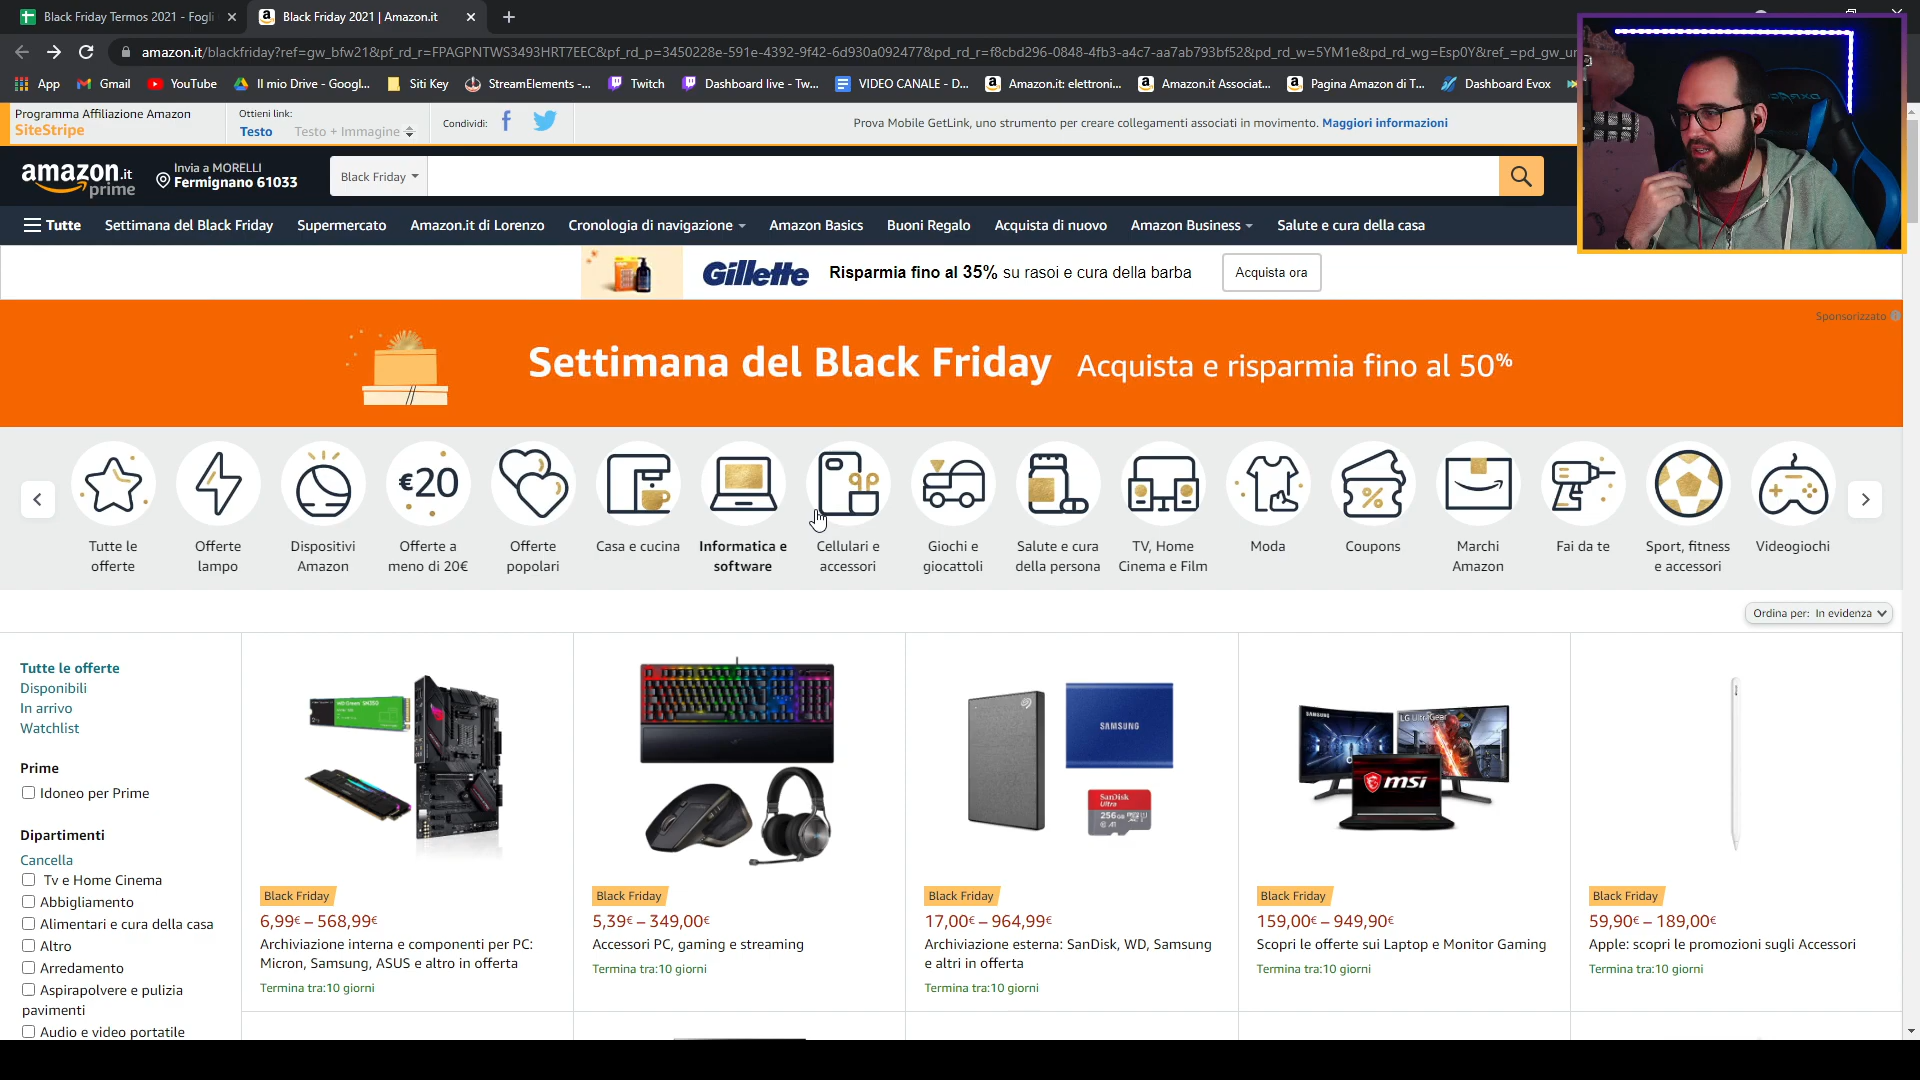 Black Friday Termos 2021 - Fogli
Black Friday 2021 | Amazon.it
amazon.it/blackfriday?ref=gw_bfw21&pf_rd_r=FPAGPNTWS3493HRT7EEC&pf_rd_p=3450228e-591e-4392-9f42-6d930a092477&pd_rd_r=f8cbd296-0848-4fb3-a4c7-aa7ab793bf52&pd_rd_w=5YM1e&pd_rd_wg=Esp0Y&ref_=pd_gw_ur
App
Gmail
YouTube
Il mio Drive - Googl...
Siti Key
StreamElements -...
Twitch
Dashboard live - Tw...
VIDEO CANALE - D...
Amazon.it: elettroni...
Amazon.it Associat...
Pagina Amazon di T...
Dashboard Evox
Programma Affiliazione Amazon
SiteStripe
Ottieni link:
Testo
Testo + Immagine
Condividi:
Prova Mobile GetLink, uno strumento per creare collegamenti associati in movimento. Maggiori informazioni
amazon.it
prime
Invia a MORELLI
Fermignano 61033
Black Friday
Tutte
Settimana del Black Friday
Supermercato
Amazon.it di Lorenzo
Cronologia di navigazione
Amazon Basics
Buoni Regalo
Acquista di nuovo
Amazon Business
Salute e cura della casa
Gillette
Risparmia fino al 35% su rasoi e cura della barba
Acquista ora
Sponsorizzato
Settimana del Black Friday Acquista e risparmia fino al 50%
€20
Tutte le
offerte
Offerte
lampo
Dispositivi
Amazon
Offerte a
meno di 20€
Offerte
popolari
Casa e cucina
Informatica e
software
Cellulari e
accessori
Giochi e
giocattoli
Salute e cura
della persona
TV, Home
Cinema e Film
Moda
Coupons
Marchi
Amazon
Fai da te
Sport, fitness
e accessori
Videogiochi
Ordina per: In evidenza
Tutte le offerte
Disponibili
In arrivo
Watchlist
Prime
Idoneo per Prime
Dipartimenti
Cancella
Tv e Home Cinema
Abbigliamento
Alimentari e cura della casa
Altro
Arredamento
Aspirapolvere e pulizia
pavimenti
Audio e video portatile
Black Friday
6,99€ – 568,99€
Archiviazione interna e componenti per PC:
Micron, Samsung, ASUS e altro in offerta
Termina tra:10 giorni
Black Friday
5,39€ – 349,00€
Accessori PC, gaming e streaming
Termina tra:10 giorni
SAMSUNG
SanDisk
Ultra
256GB
Black Friday
17,00€ – 964,99€
Archiviazione esterna: SanDisk, WD, Samsung
e altri in offerta
Termina tra:10 giorni
SAMSUNG
LG UltraGear
msi
Black Friday
159,00€ – 949,90€
Scopri le offerte sui Laptop e Monitor Gaming
Termina tra:10 giorni
Black Friday
59,90€ – 189,00€
Apple: scopri le promozioni sugli Accessori
Termina tra:10 giorni